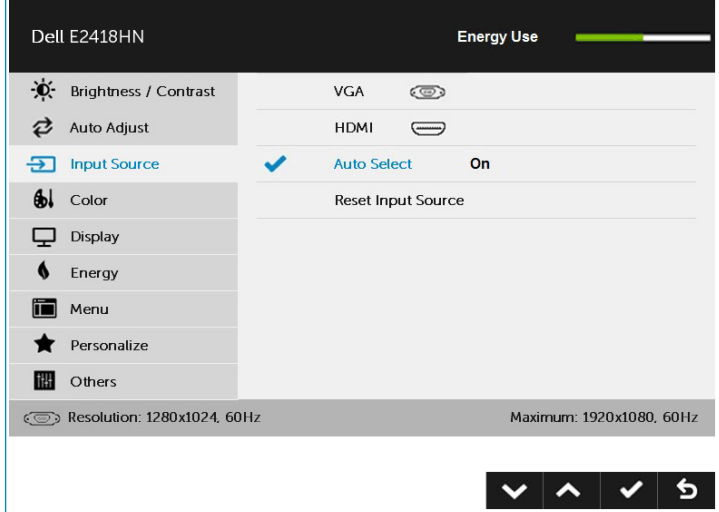 Dell E2418HN Energy Use
Brightness / Contrast VGA
Auto Adjust HDMI
Input Source Auto Select On
Color Reset Input Source
Display
Energy
Menu
Personalize
Others
Resolution: 1280x1024, 60Hz Maximum: 1920x1080, 60Hz